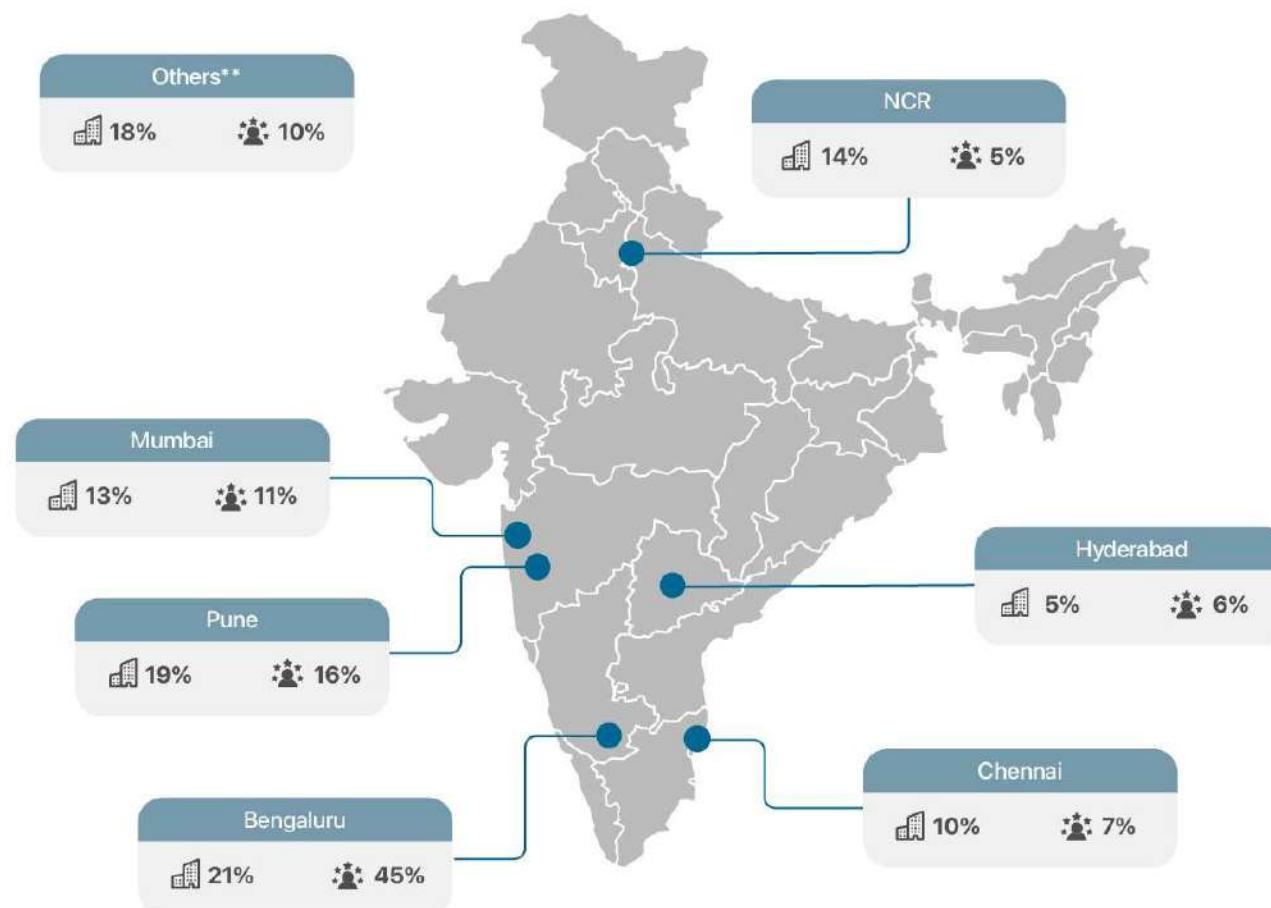 Others**
18% 10%
NCR
14% 5%
Mumbai
13% 11%
Hyderabad
5% 6%
Pune
19% 16%
Chennai
10% 7%
Bengaluru
21% 45%